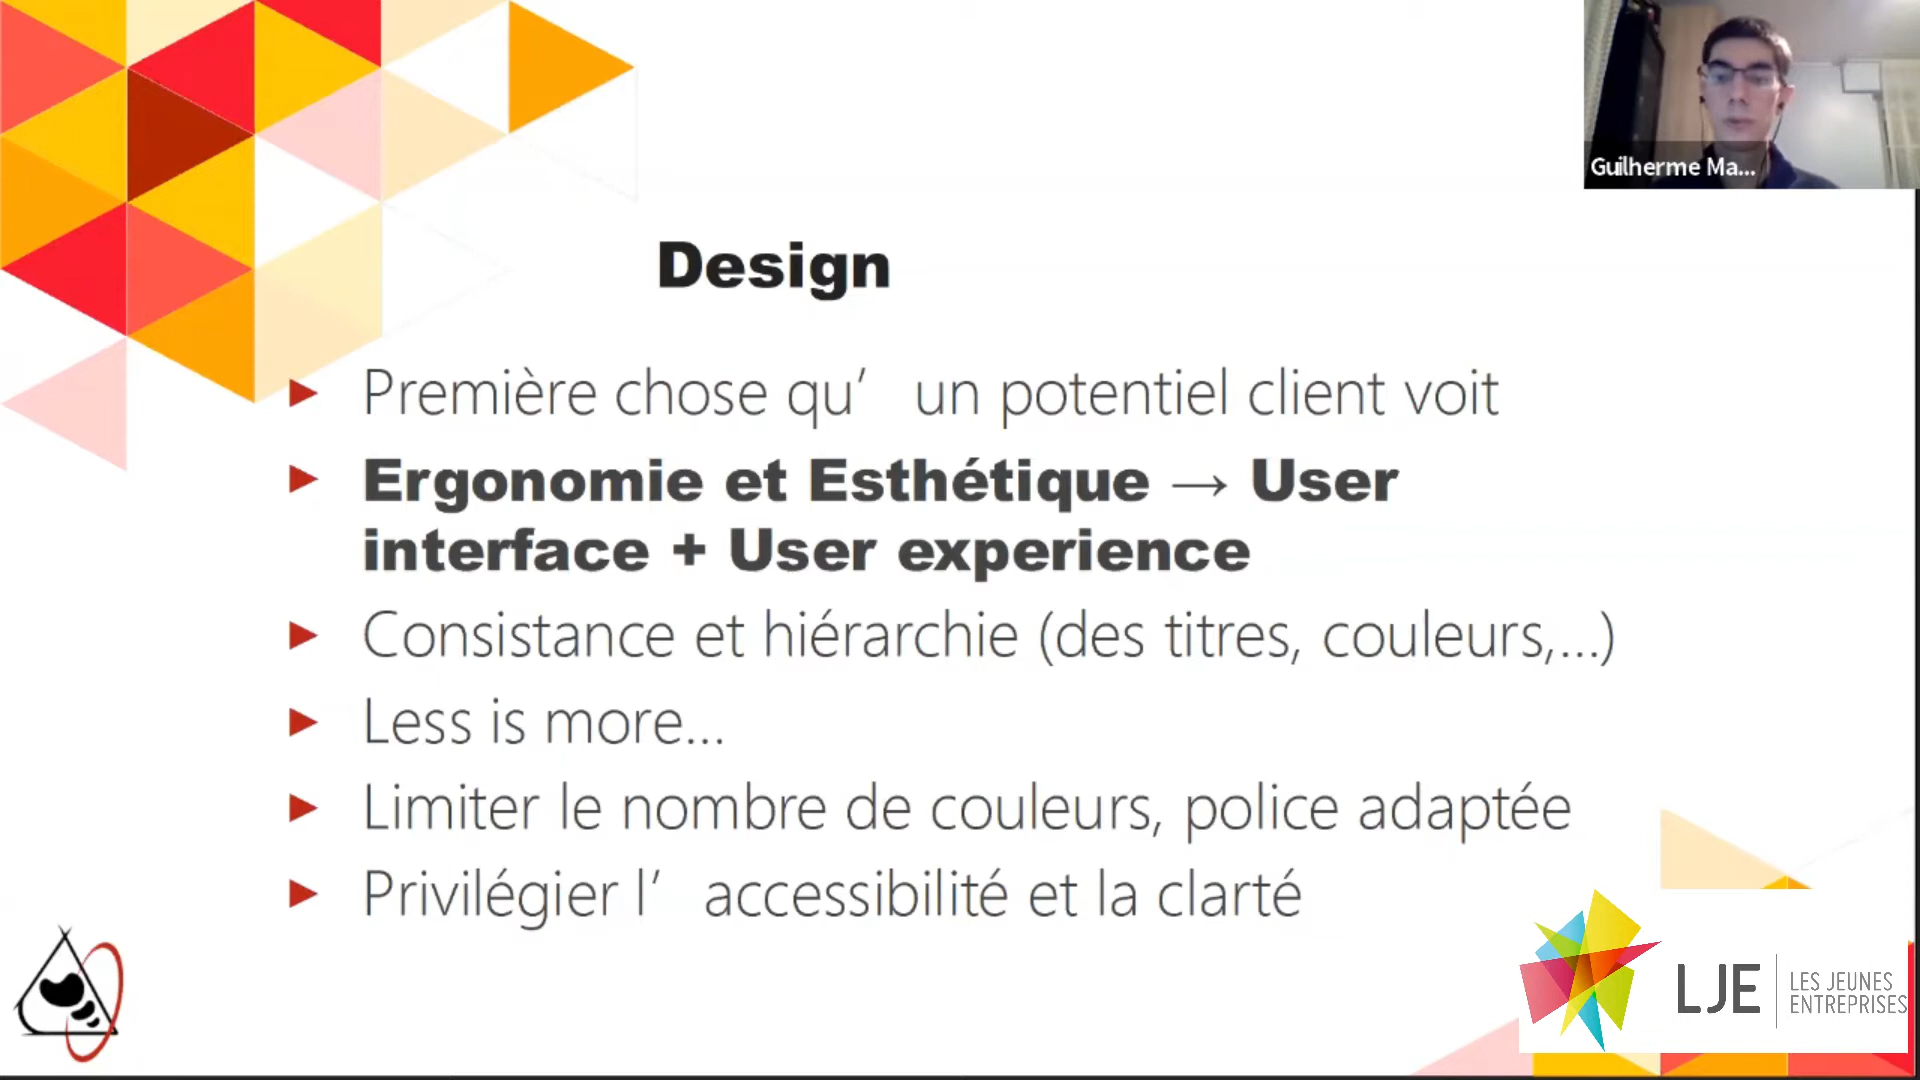 Guilherme Ma...
Design
Première chose qu’ un potentiel client voit
Ergonomie et Esthétique → User
interface + User experience
Consistance et hiérarchie (des titres, couleurs,...)
Less is more...
Limiter le nombre de couleurs, police adaptée
Privilégier l’ accessibilité et la clarté
LJE
LES JEUNES
ENTREPRISES